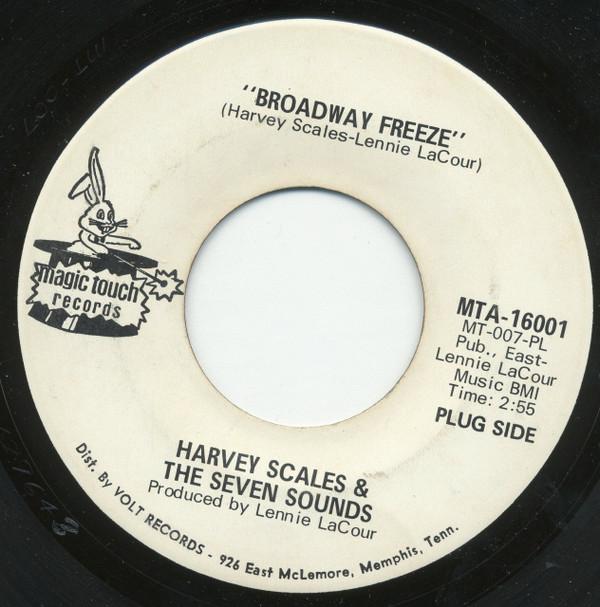 "BROADWAY FREEZE"
(Harvey Scales-Lennie LaCour)
magic touch
records
MTA-16001
MT-007-PL
Pub., East-
Lennie LaCour
Music BMI
Time: 2:55
PLUG SIDE
HARVEY SCALES &
THE SEVEN SOUNDS
Produced by Lennie LaCour
Dist. By VOLT RECORDS - 926 East McLemore, Memphis, Tenn.